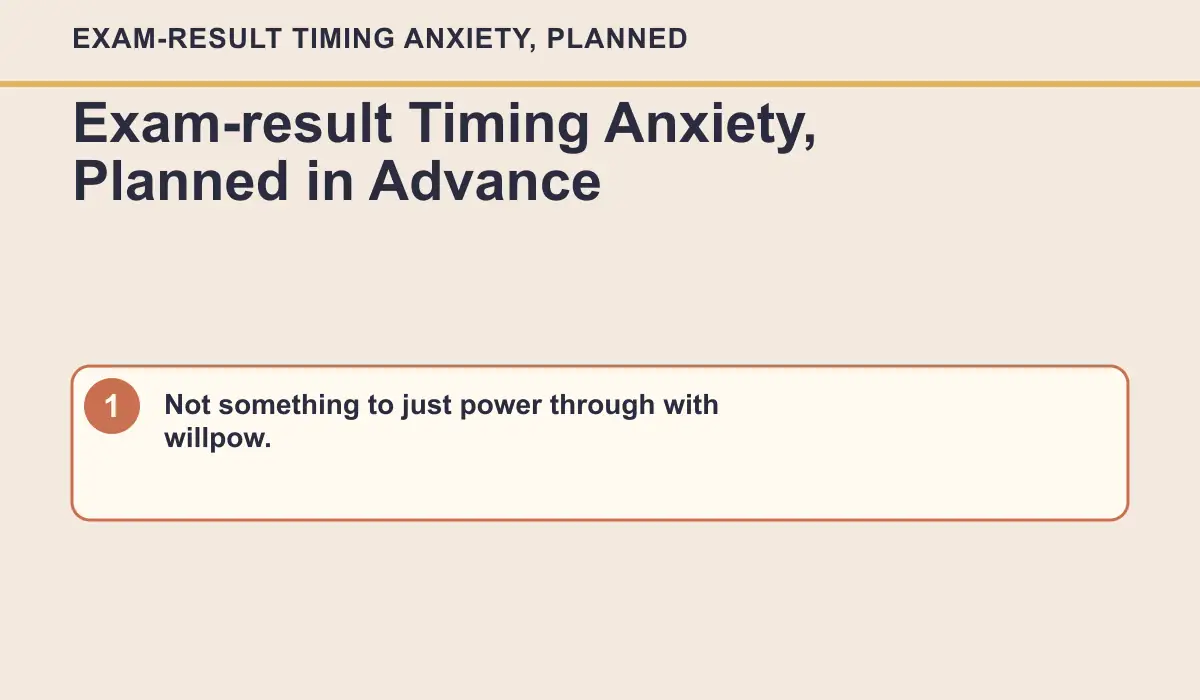 EXAM-RESULT TIMING ANXIETY, PLANNED
Exam-result Timing Anxiety,
Planned in Advance
1
Not something to just power through with
willpow.